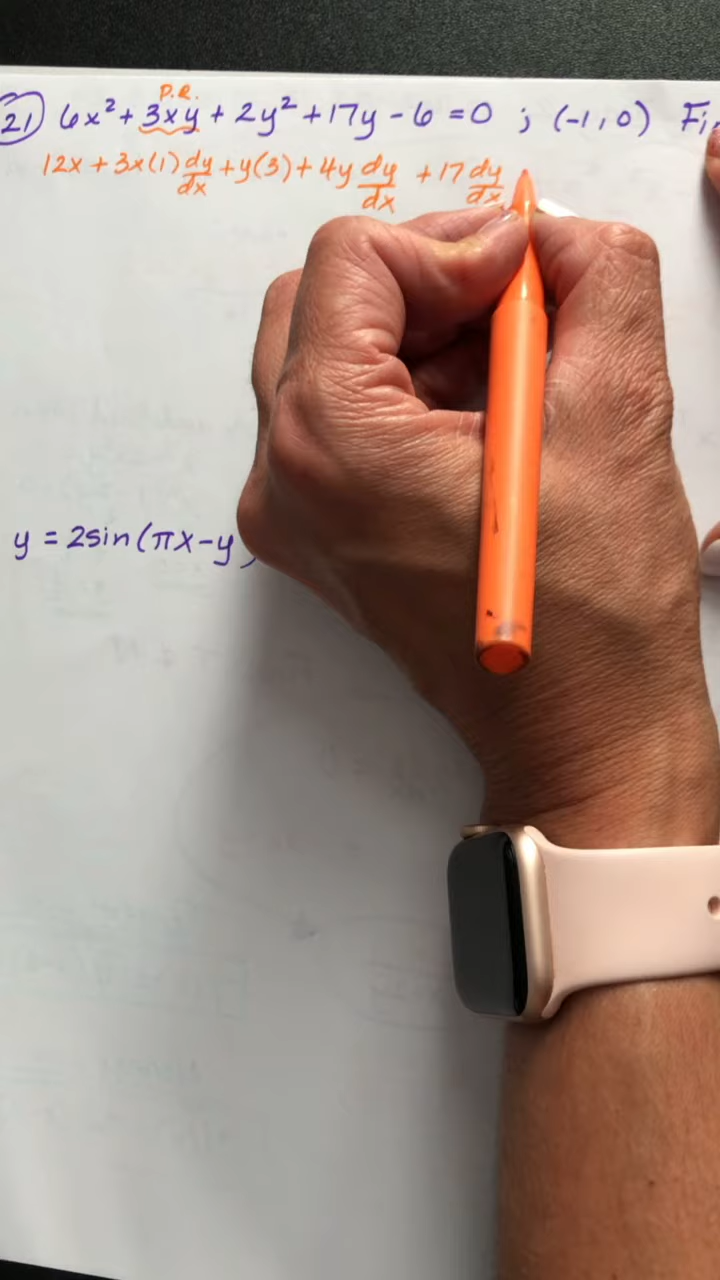 P.R.
21) 6x² + 3xy + 2y² + 17y - 6 = 0 ; (-1, 0)
12x + 3x(1) dy/dx + y(3) + 4y dy/dx + 17 dy/dx
y = 2sin(πx - y